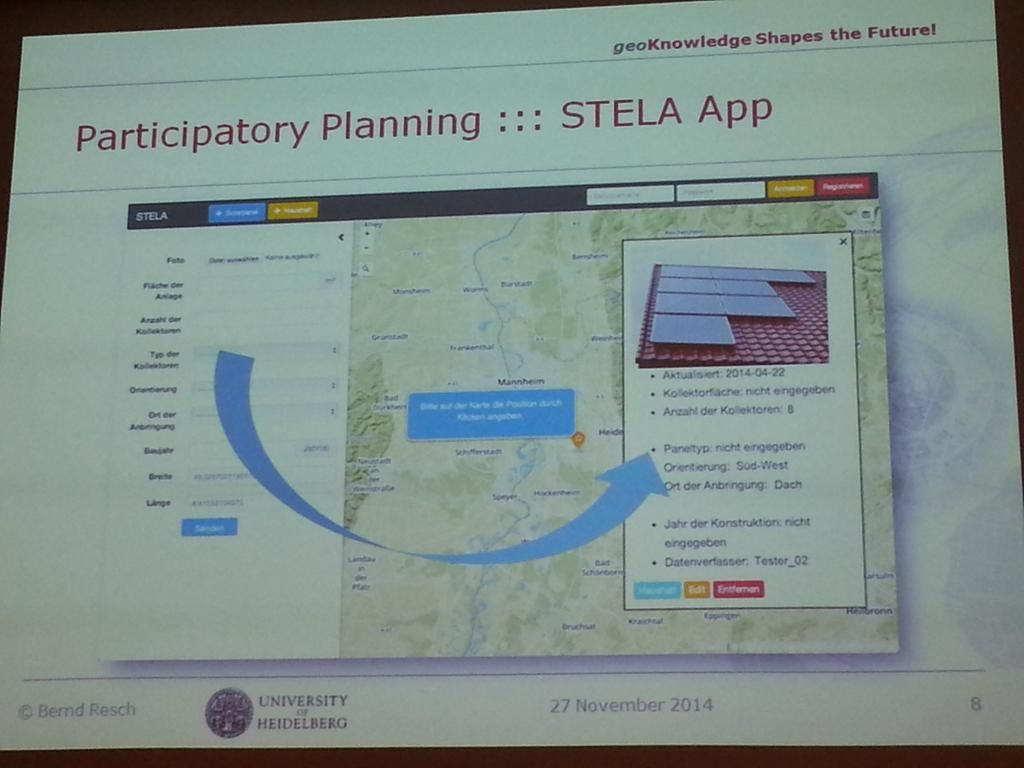 geoKnowledge Shapes the Future!
Participatory Planning ::: STELA App
STELA
+ Haushalt
Anmelden
Registrieren
Foto
Datei auswählen
Keine ausgewählt
Fläche der
Anlage
m²
Anzahl der
Kollektoren
Typ der
Kollektoren
Orientierung
Ort der
Anbringung
Baujahr
Breite
Länge
Senden
Monsheim
Worms
Bürstadt
Bensheim
Grünstadt
Frankenthal
Mannheim
Bad
Dürkheim
Bitte auf der Karte die Position durch
Klicken angeben.
Schifferstadt
Neustadt
an
der
Weinstraße
Speyer
Hockenheim
Landau
in
der
Pfalz
Bad
Schönborn
Bruchsal
Kraichtal
Eppingen
Heilbronn
×
Aktualisiert: 2014-04-22
Kollektorfläche: nicht eingegeben
Anzahl der Kollektoren: 8
Paneltyp: nicht eingegeben
Orientierung: Süd-West
Ort der Anbringung: Dach
Jahr der Konstruktion: nicht
eingegeben
Datenverfasser: Tester_02
Haushalt
Edit
Entfernen
© Bernd Resch
UNIVERSITY
OF
HEIDELBERG
27 November 2014
8